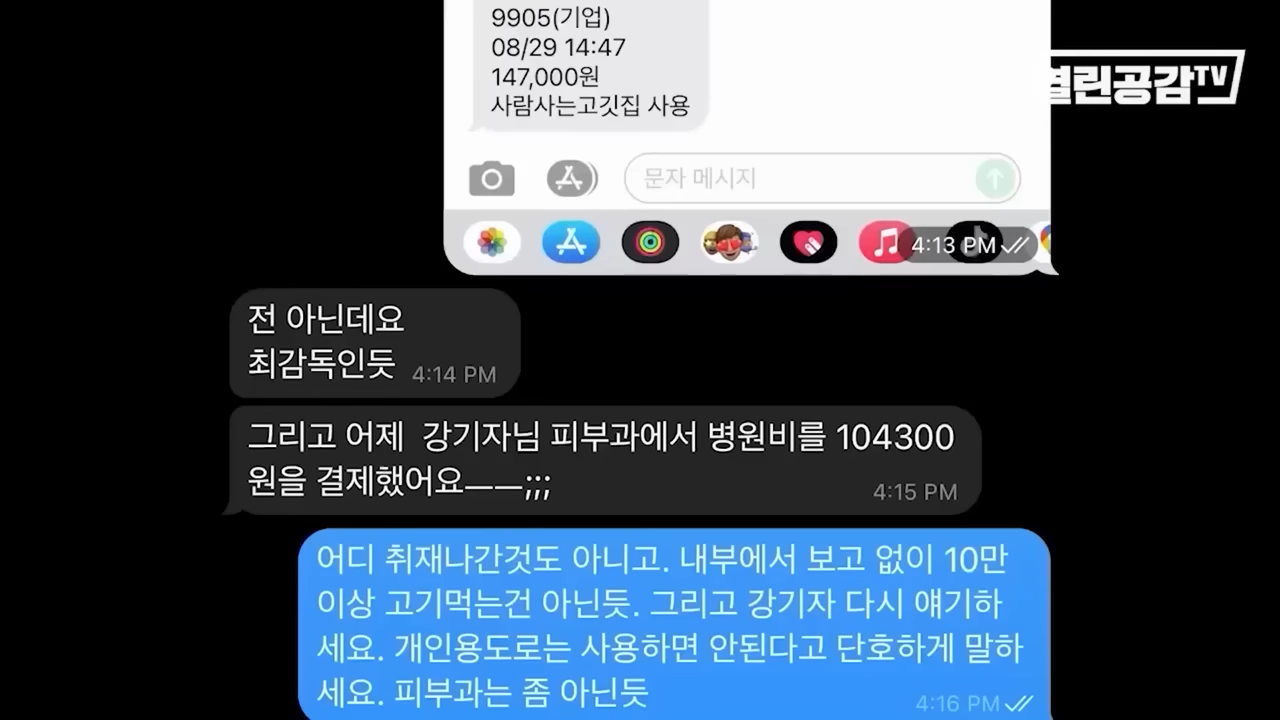 9905(기업)
08/29 14:47
147,000원
사람사는고깃집 사용
열린공감TV
문자 메시지
4:13 PM
전 아닌데요
최감독인듯 4:14 PM
그리고 어제 강기자님 피부과에서 병원비를 104300
원을 결제했어요——;;;
4:15 PM
어디 취재나간것도 아니고. 내부에서 보고 없이 10만
이상 고기먹는건 아닌듯. 그리고 강기자 다시 얘기하
세요. 개인용도로는 사용하면 안된다고 단호하게 말하
세요. 피부과는 좀 아닌듯
4:16 PM